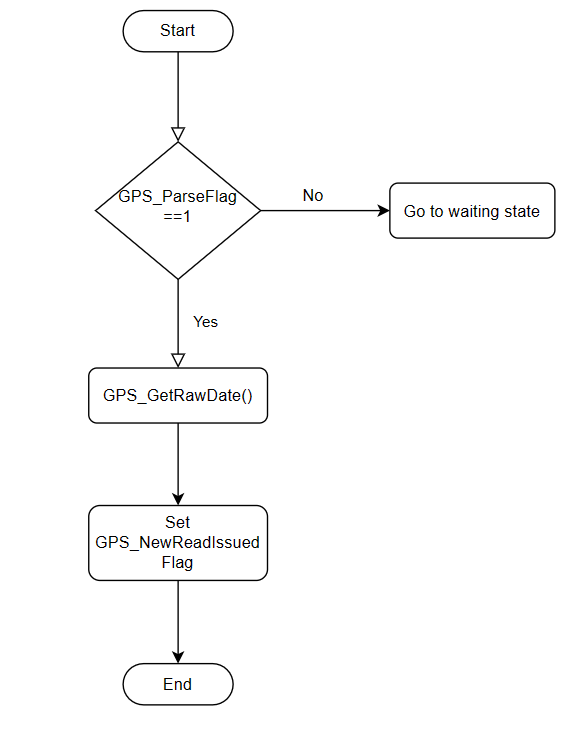 Start
GPS_ParseFlag
==1
No
Go to waiting state
Yes
GPS_GetRawDate()
Set
GPS_NewReadIssued
Flag
End